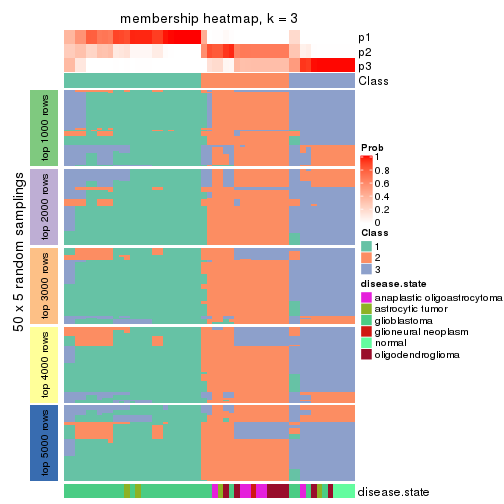 membership heatmap, k = 3
p1
p2
p3
Class
50 x 5 random samplings
top 1000 rows
top 2000 rows
top 3000 rows
top 4000 rows
top 5000 rows
Prob
1
0.8
0.6
0.4
0.2
0
Class
1
2
3
disease.state
anaplastic oligoastrocytoma
astrocytic tumor
glioblastoma
glioneural neoplasm
normal
oligodendroglioma
disease.state